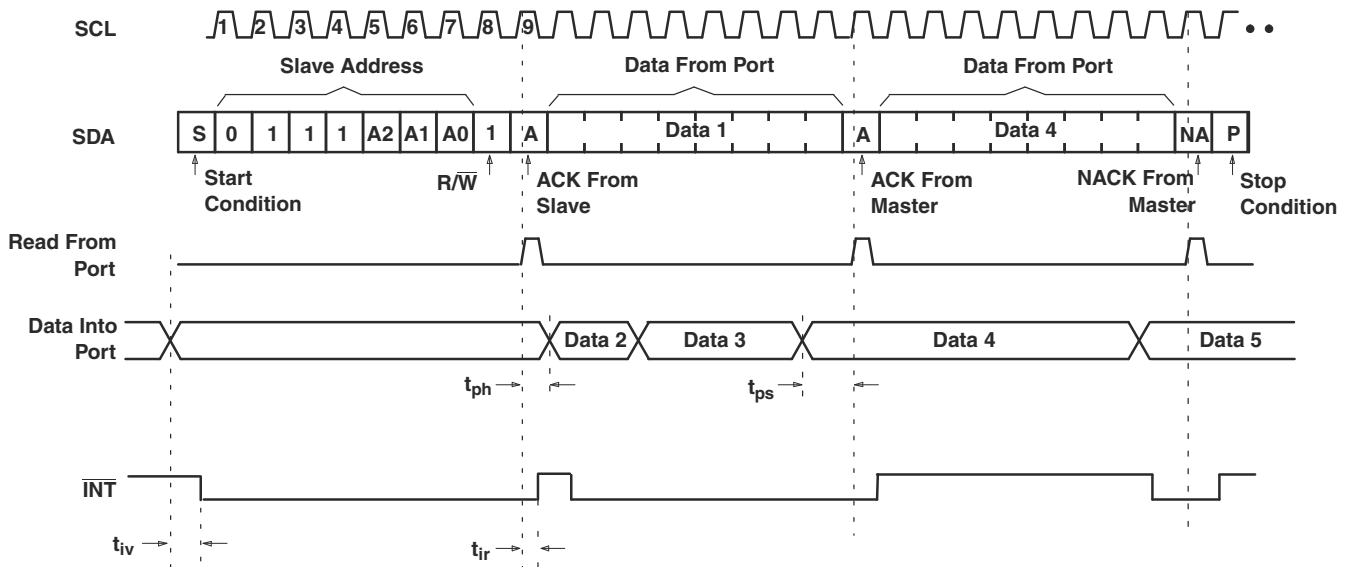 SCL 1 2 3 4 5 6 7 8 9 • •
Slave Address Data From Port Data From Port
SDA S 0 1 1 1 A2 A1 A0 1 A Data 1 A Data 4 NA P
Start Condition
R/W̅
ACK From Slave
ACK From Master
NACK From Master
Stop Condition
Read From Port
Data Into Port Data 2 Data 3 Data 4 Data 5
tph tps
I̅N̅T̅
tiv tir